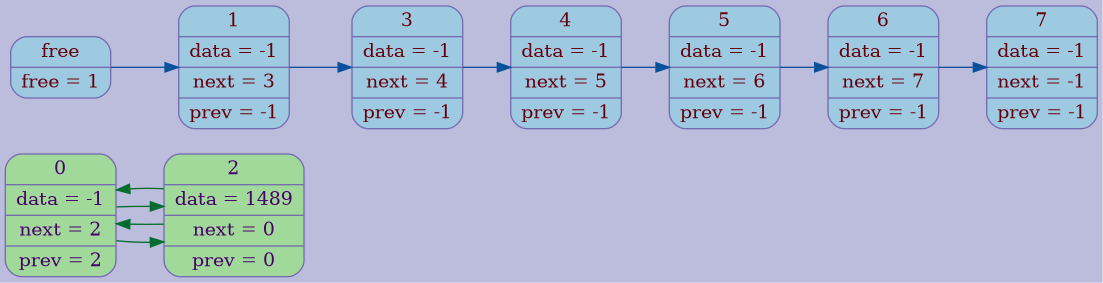 free
free = 1
1
data = -1
next = 3
prev = -1
3
data = -1
next = 4
prev = -1
4
data = -1
next = 5
prev = -1
5
data = -1
next = 6
prev = -1
6
data = -1
next = 7
prev = -1
7
data = -1
next = -1
prev = -1
0
data = -1
next = 2
prev = 2
2
data = 1489
next = 0
prev = 0